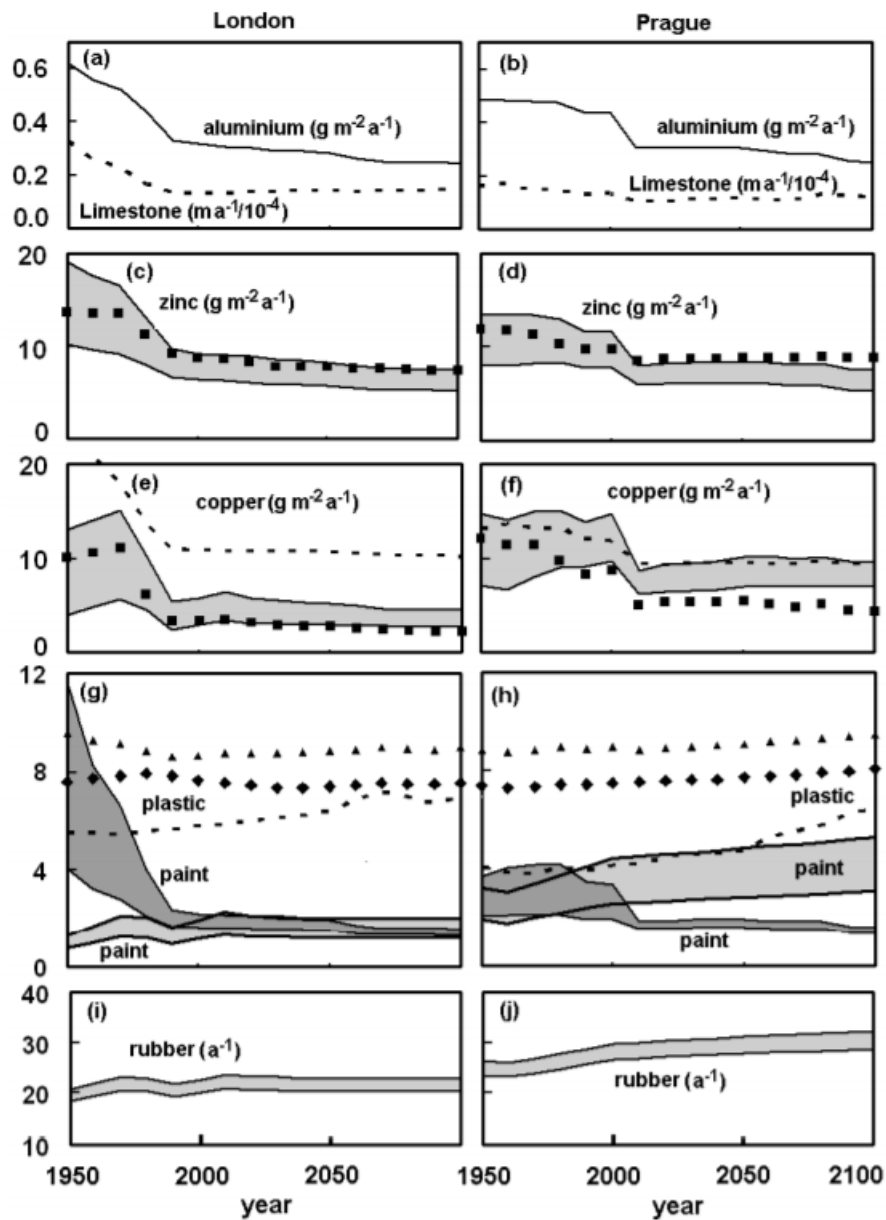 London Prague
(a) (b)
0.6
aluminium (g m-2 a-1) aluminium (g m-2 a-1)
0.4
0.2
Limestone (m a-1/10-4) Limestone (m a-1/10-4)
0.0
20
(c) (d)
zinc (g m-2 a-1) zinc (g m-2 a-1)
10
0
20
(e) (f)
copper (g m-2 a-1) copper (g m-2 a-1)
10
0
12
(g) (h)
8
plastic plastic
paint paint
4
paint paint
0
40
(i) (j)
30
rubber (a-1) rubber (a-1)
20
10
1950 2000 2050 1950 2000 2050 2100
year year